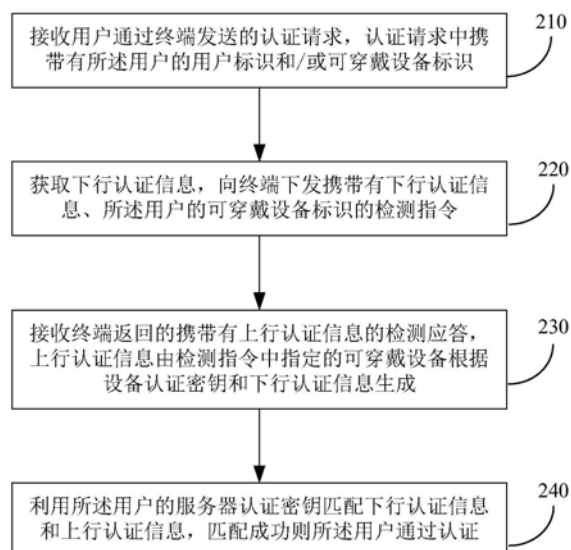 接收用户通过终端发送的认证请求，认证请求中携
带有所述用户的用户标识和/或可穿戴设备标识
210
获取下行认证信息，向终端下发携带有下行认证信
息、所述用户的可穿戴设备标识的检测指令
220
接收终端返回的携带有上行认证信息的检测应答，
上行认证信息由检测指令中指定的可穿戴设备根据
设备认证密钥和下行认证信息生成
230
利用所述用户的服务器认证密钥匹配下行认证信息
和上行认证信息，匹配成功则所述用户通过认证
240